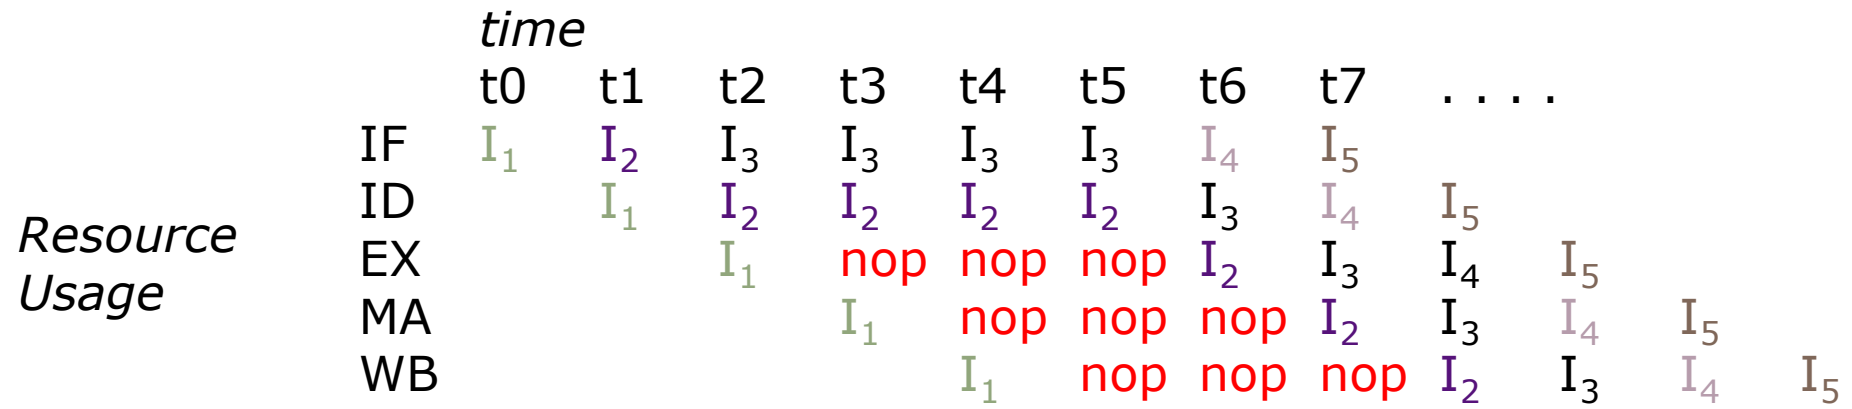 time
t0 t1 t2 t3 t4 t5 t6 t7 . . . .
IF I₁ I₂ I₃ I₃ I₃ I₃ I₄ I₅
ID I₁ I₂ I₂ I₂ I₂ I₃ I₄ I₅
Resource
Usage
EX I₁ nop nop nop I₂ I₃ I₄ I₅
MA I₁ nop nop nop I₂ I₃ I₄ I₅
WB I₁ nop nop nop I₂ I₃ I₄ I₅